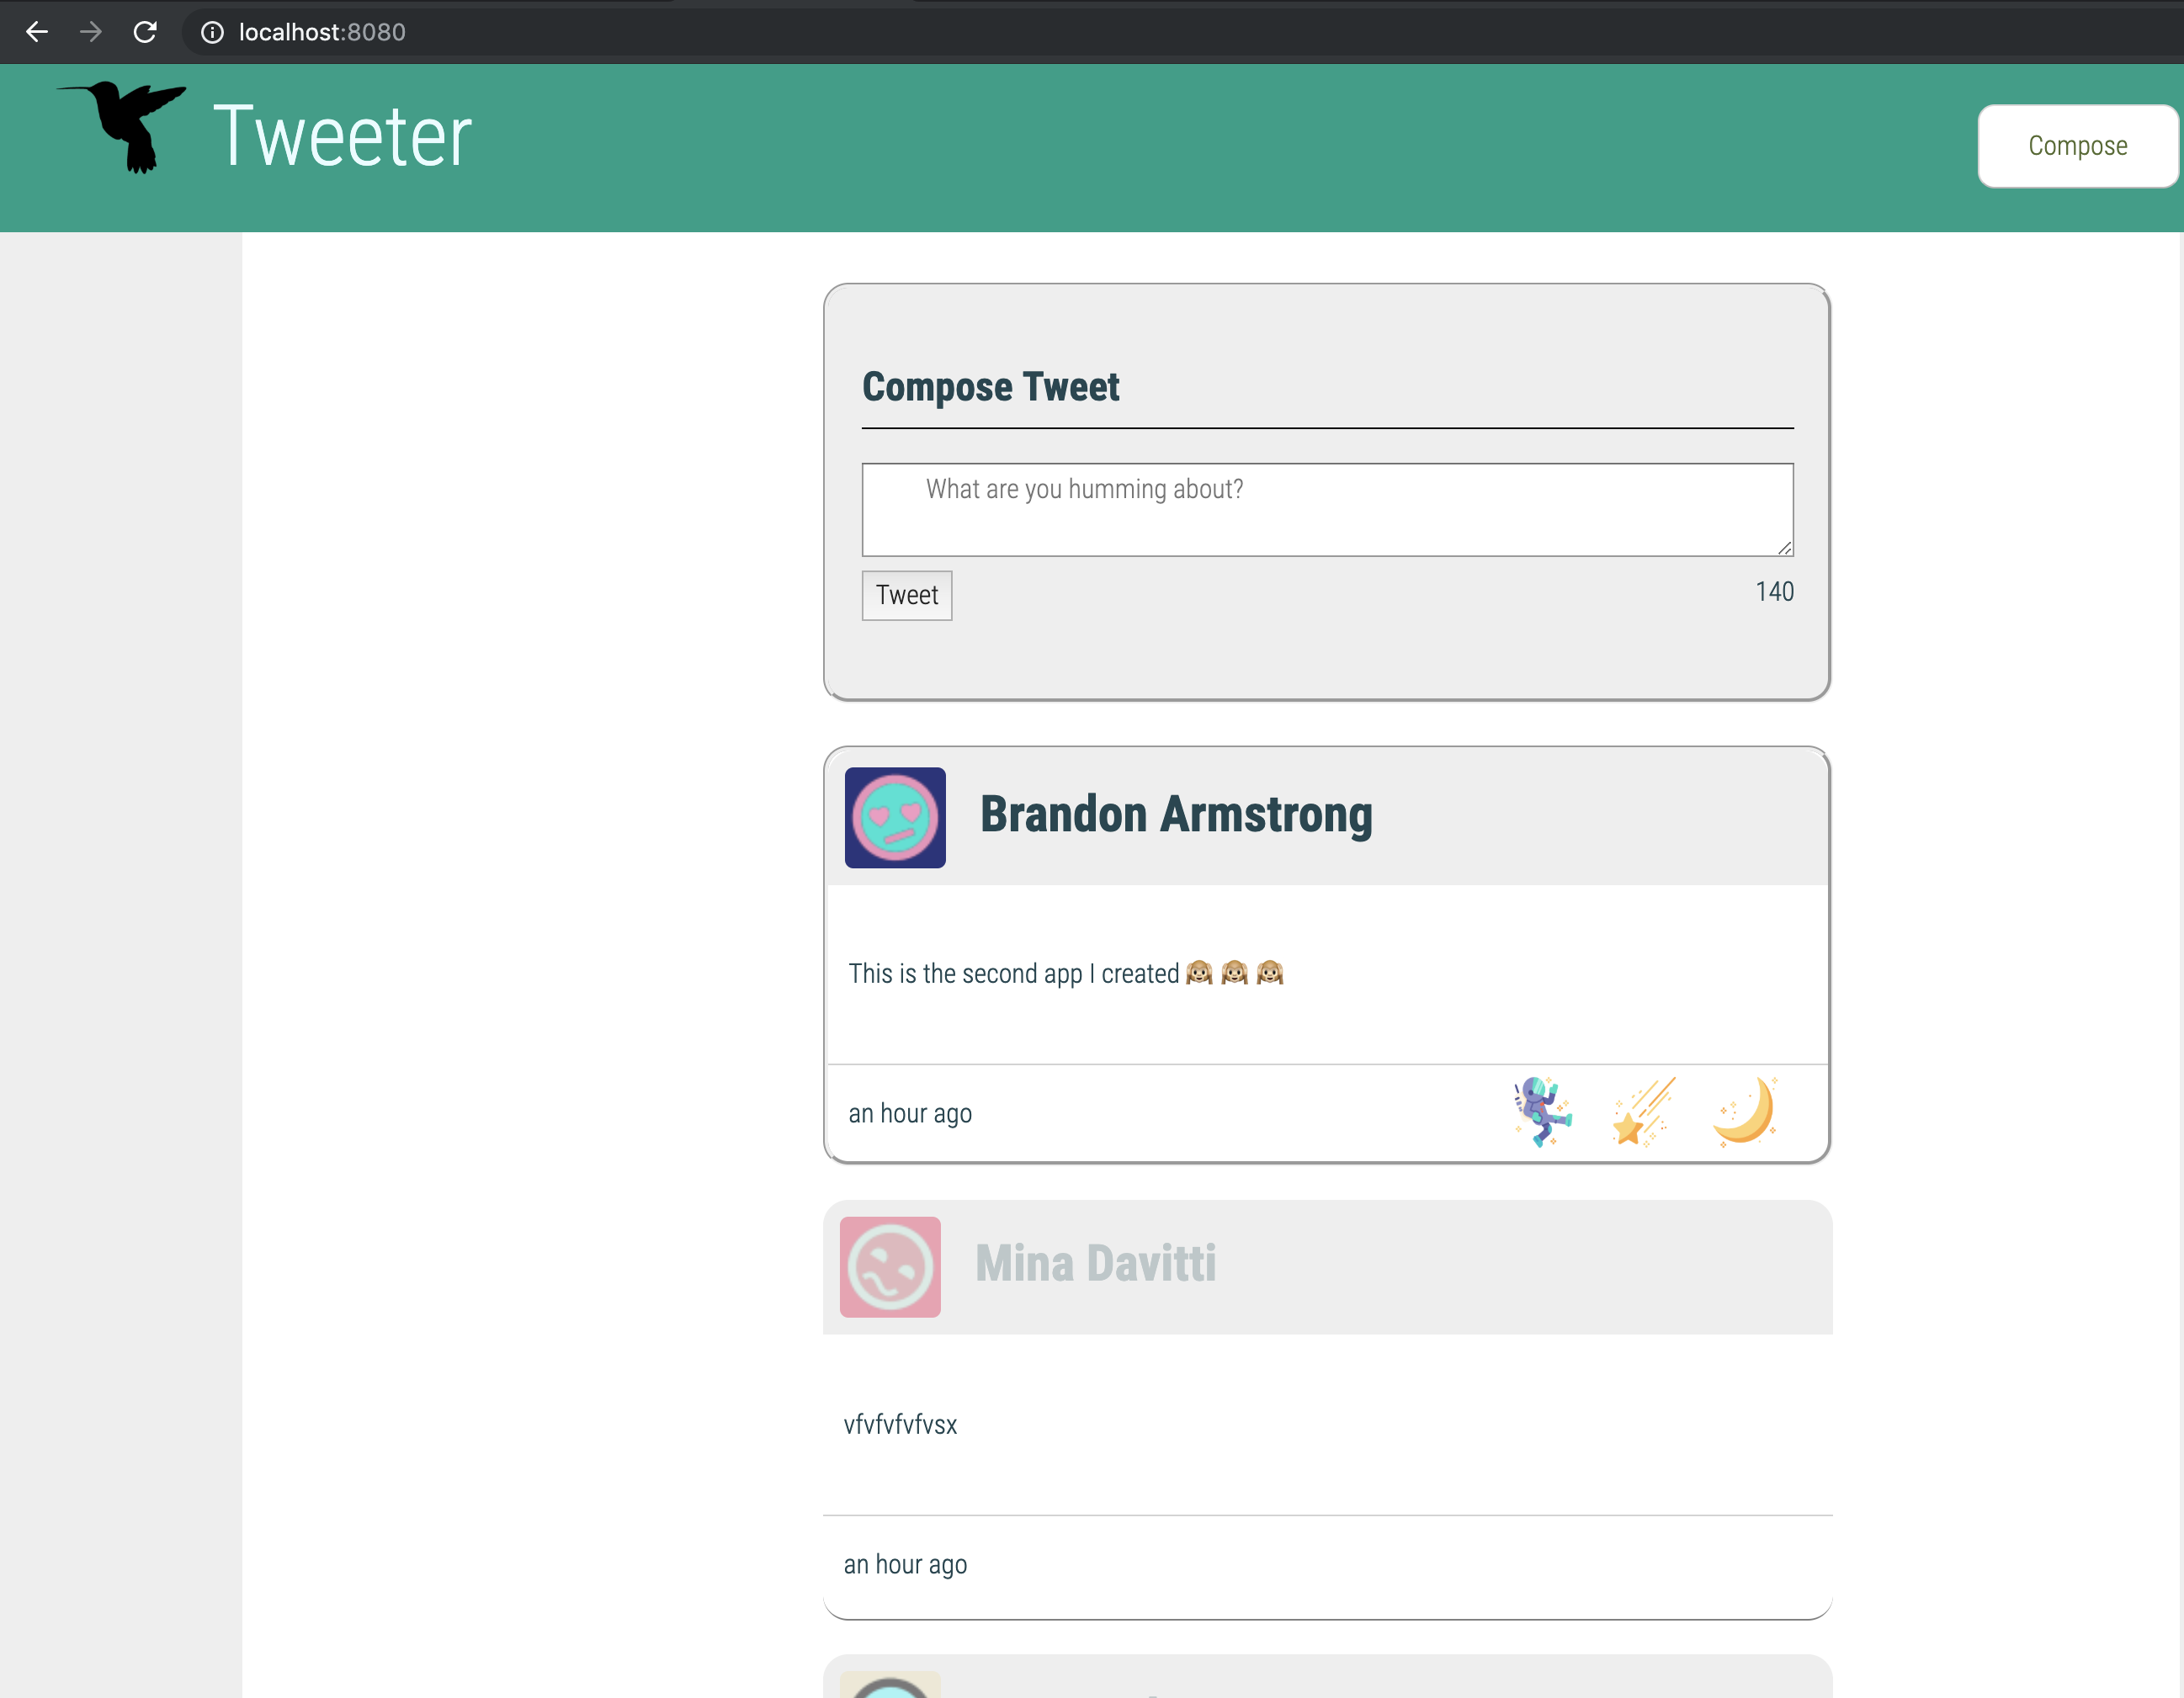 localhost:8080
Tweeter
Compose
Compose Tweet
What are you humming about?
Tweet
140
Brandon Armstrong
This is the second app I created 🙉 🙉 🙉
an hour ago
Mina Davitti
vfvfvfvfvsx
an hour ago